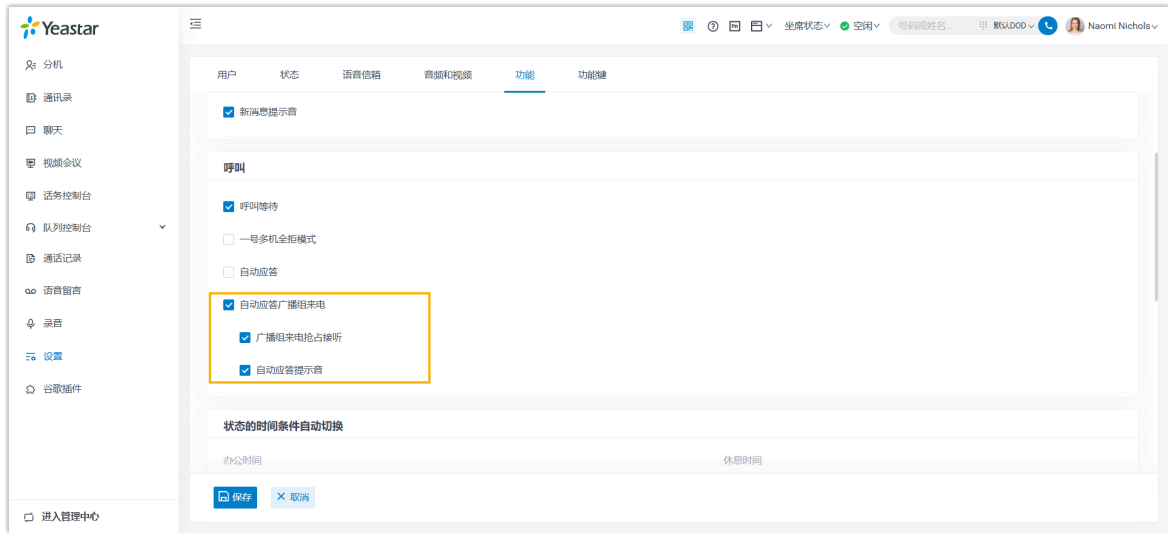 Yeastar
坐席状态 空闲 号码或姓名... 默认DOD Naomi Nichols
分机
通讯录
聊天
视频会议
话务控制台
队列控制台
通话记录
语音留言
录音
设置
谷歌插件
进入管理中心
用户 状态 语音信箱 音频和视频 功能 功能键
新消息提示音
呼叫
呼叫等待
一号多机全拒模式
自动应答
自动应答广播组来电
广播组来电抢占接听
自动应答提示音
状态的时间条件自动切换
办公时间 休息时间
保存 取消